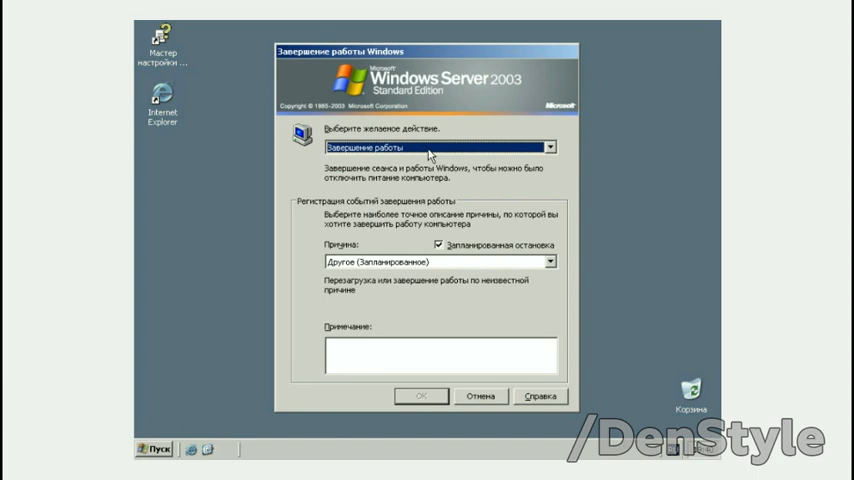 Мастер
настройки ...
Internet
Explorer
Завершение работы Windows
Microsoft
Windows Server 2003
Standard Edition
Copyright © 1985-2003 Microsoft Corporation
Microsoft
Выберите желаемое действие.
Завершение работы
Завершение сеанса и работы Windows, чтобы можно было
отключить питание компьютера.
Регистрация событий завершения работы
Выберите наиболее точное описание причины, по которой вы
хотите завершить работу компьютера
Причина:
Запланированная остановка
Другое (Запланированное)
Перезагрузка или завершение работы по неизвестной
причине
Примечание:
OK
Отмена
Справка
Корзина
Пуск
/DenStyle